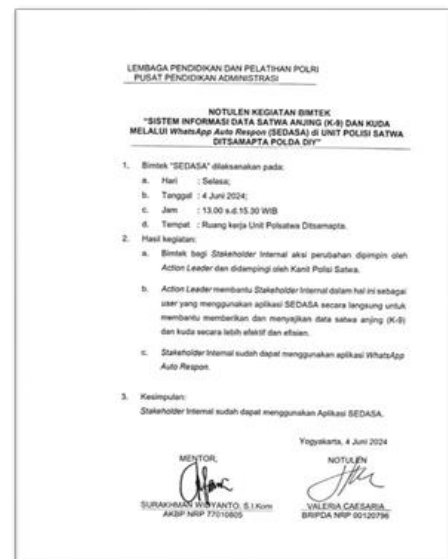 LEMBAGA PENDIDIKAN DAN PELATIHAN POLRI
PUSAT PENDIDIKAN ADMINISTRASI
NOTULEN KEGIATAN BIMTEK
"SISTEM INFORMASI DATA SATWA ANJING (K-9) DAN KUDA
MELALUI WhatsApp Auto Respon (SEDASA) di UNIT POLISI SATWA
DITSAMAPTA POLDA DIY"
1. Bimtek "SEDASA" dilaksanakan pada:
a. Hari : Selasa;
b. Tanggal : 4 Juni 2024;
c. Jam : 13.00 s.d.15.30 WIB
d. Tempat : Ruang kerja Unit Polsatwa Ditsamapta.
2. Hasil kegiatan:
a. Bimtek bagi Stakeholder Internal aksi perubahan dipimpin oleh
Action Leader dan didampingi oleh Kanit Polisi Satwa.
b. Action Leader membantu Stakeholder Internal dalam hal ini sebagai
user yang menggunakan aplikasi SEDASA secara langsung untuk
membantu memberikan dan menyajikan data satwa anjing (K-9)
dan kuda secara lebih efektif dan efisien.
c. Stakeholder Internal sudah dapat menggunakan aplikasi WhatsApp
Auto Respon.
3. Kesimpulan:
Stakeholder Internal sudah dapat menggunakan Aplikasi SEDASA.
Yogyakarta, 4 Juni 2024
MENTOR,
NOTULEN
SURAKHMAN WIDYANTO, S.I.Kom
VALERIA CAESARIA
AKBP NRP 77010805
BRIPDA NRP 00120796